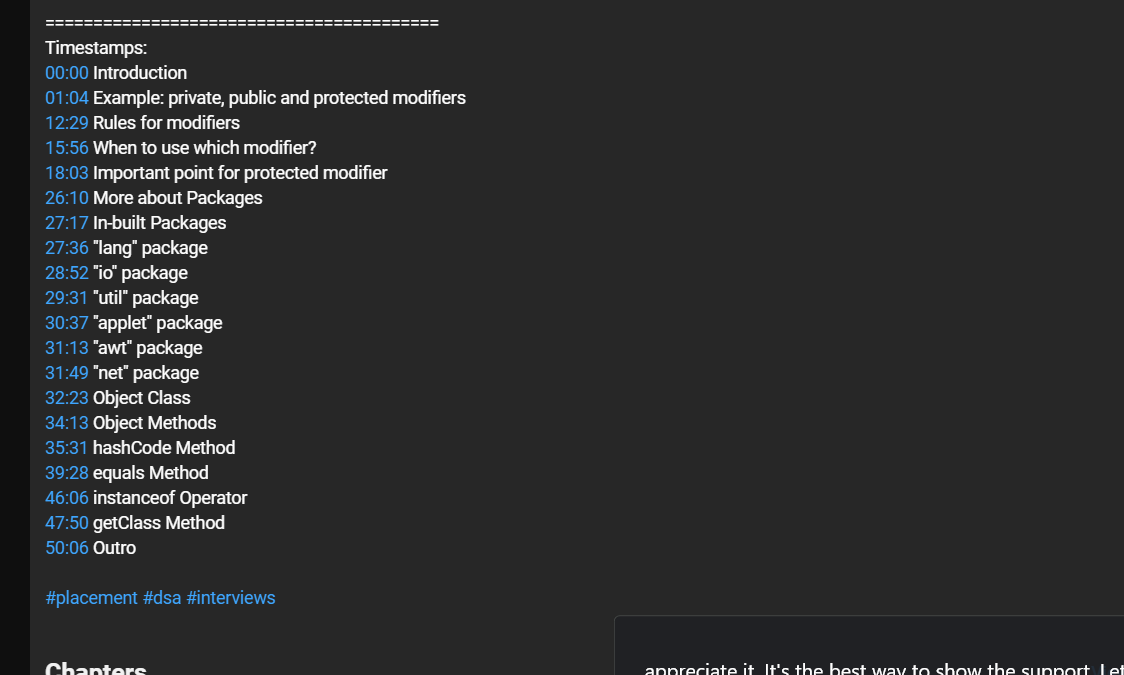 =========================================
Timestamps:
00:00 Introduction
01:04 Example: private, public and protected modifiers
12:29 Rules for modifiers
15:56 When to use which modifier?
18:03 Important point for protected modifier
26:10 More about Packages
27:17 In-built Packages
27:36 "lang" package
28:52 "io" package
29:31 "util" package
30:37 "applet" package
31:13 "awt" package
31:49 "net" package
32:23 Object Class
34:13 Object Methods
35:31 hashCode Method
39:28 equals Method
46:06 instanceof Operator
47:50 getClass Method
50:06 Outro
#placement #dsa #interviews
Chapters
appreciate it. It's the best way to show the support. Let